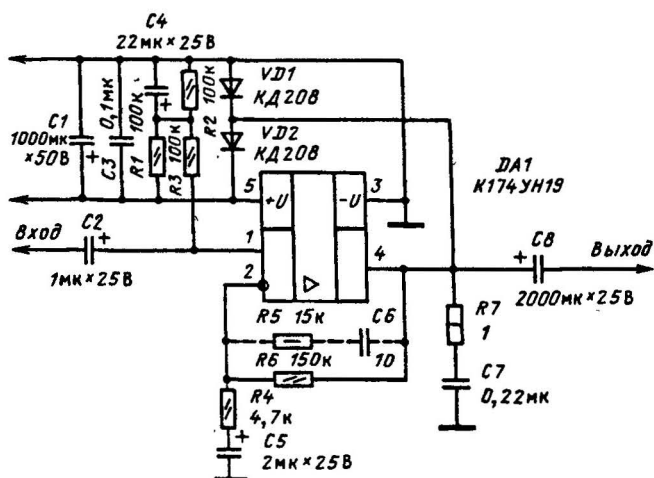 C4
22мк×25В
C1
1000мк
×50В
+
C3
0,1мк
100к
+
R1
100к
R3
R2
100к
VD1
КД208
VD2
КД208
DA1
К174УН19
5
+U
-U
3
Вход
C2
+
1мк×25В
1
2
4
▷
C8
+
Выход
2000мк×25В
R5 15к
C6
10
R6 150к
R7
1
R4
4,7к
C7
0,22мк
+
C5
2мк×25В